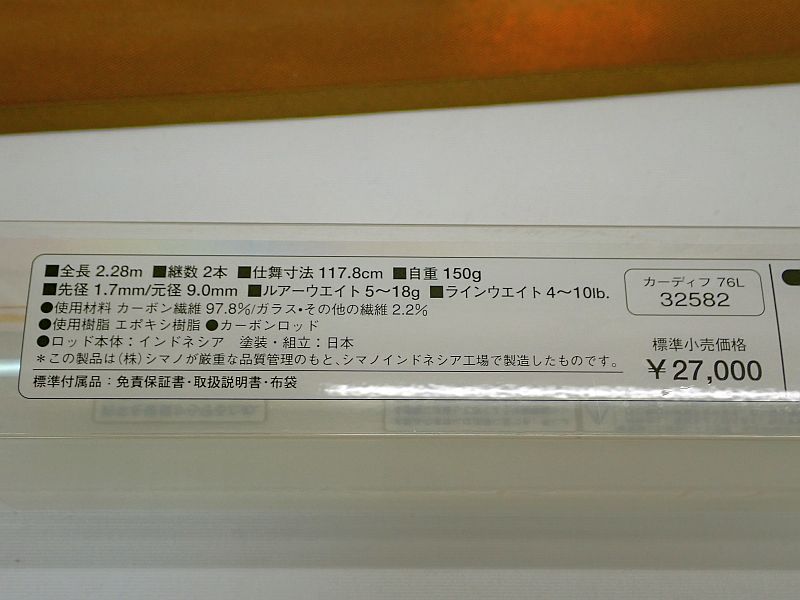 ■全長 2.28m ■継数 2本 ■仕舞寸法 117.8cm ■自重 150g
■先径 1.7mm/元径 9.0mm ■ルアーウエイト 5〜18g ■ラインウエイト 4〜10lb.
●使用材料 カーボン繊維 97.8%/ガラス・その他の繊維 2.2%
●使用樹脂 エポキシ樹脂 ●カーボンロッド
●ロッド本体：インドネシア 塗装・組立：日本
＊この製品は(株)シマノが厳重な品質管理のもと、シマノインドネシア工場で製造したものです。
標準付属品：免責保証書・取扱説明書・布袋
カーディフ 76L
32582
標準小売価格
￥27,000